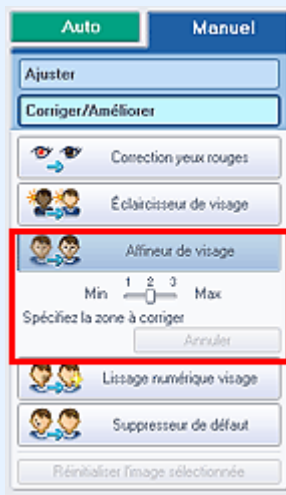 Auto Manuel
Ajuster
Corriger/Améliorer
Correction yeux rouges
Éclaircisseur de visage
Affineur de visage
1 2 3
Min Max
Spécifiez la zone à corriger
Annuler
Lissage numérique visage
Suppresseur de défaut
Réinitialiser l'image sélectionnée